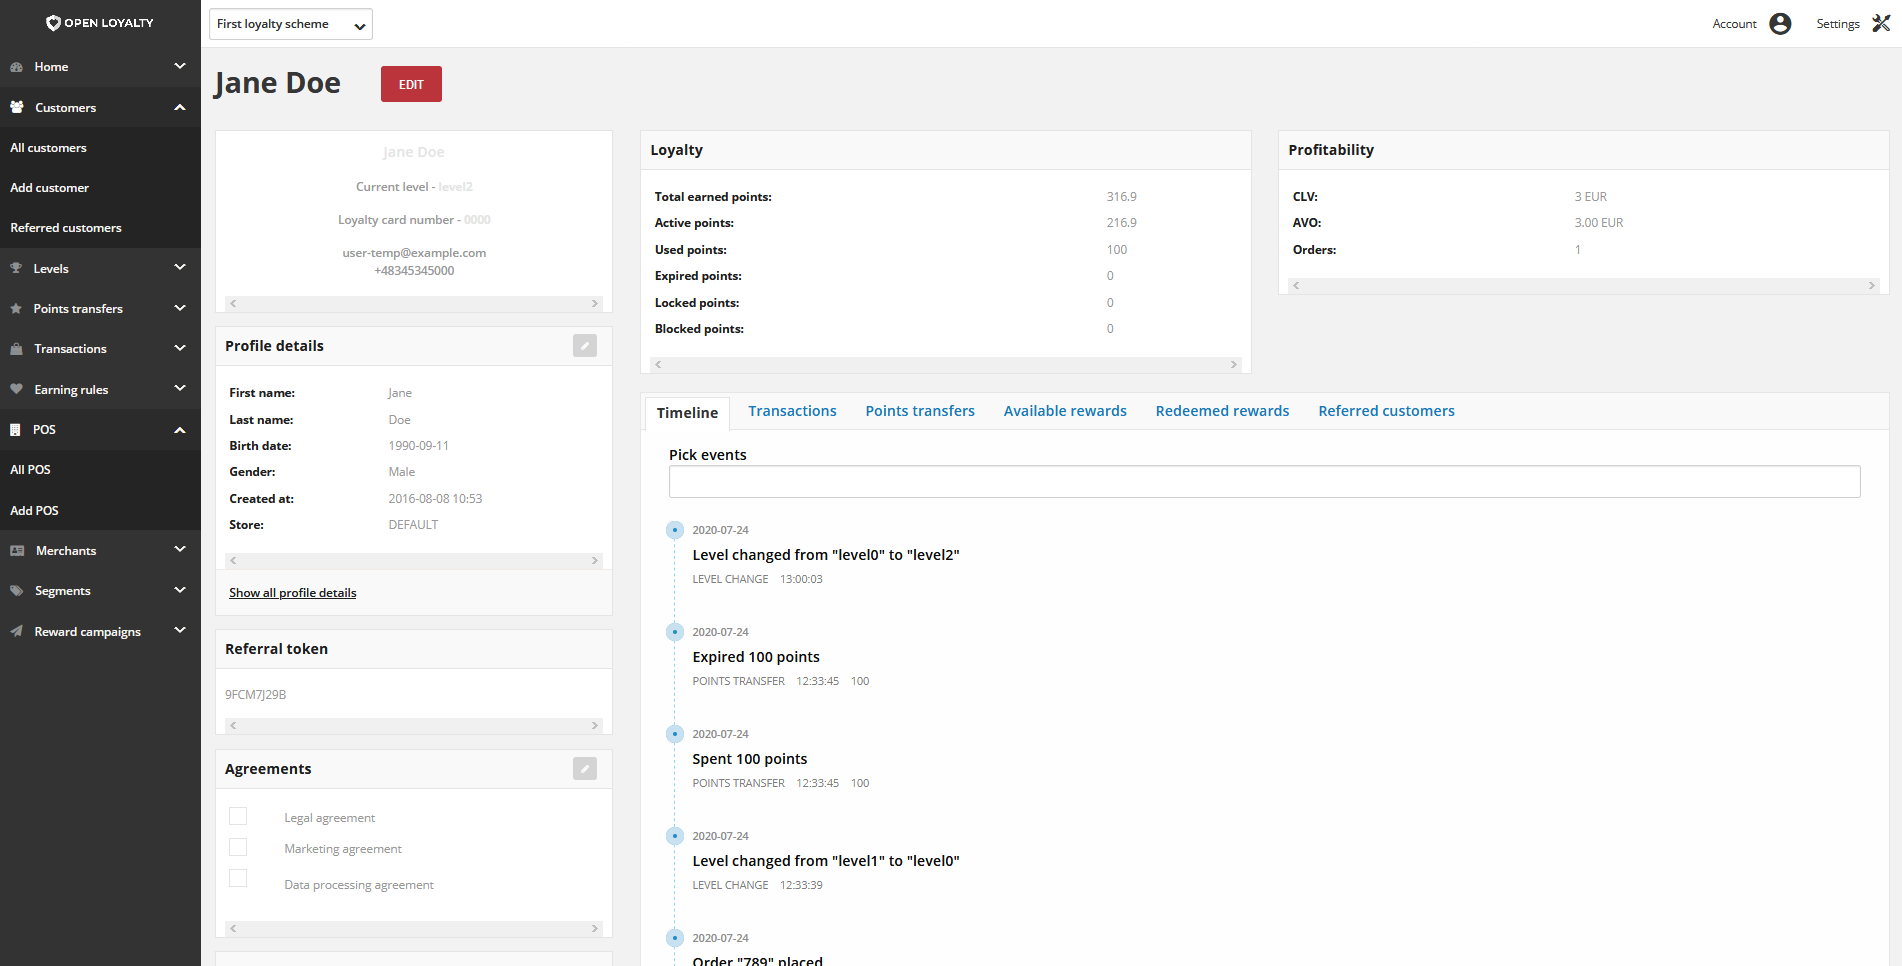 OPEN LOYALTY
First loyalty scheme
Account
Settings
Home
Customers
All customers
Add customer
Referred customers
Levels
Points transfers
Transactions
Earning rules
POS
All POS
Add POS
Merchants
Segments
Reward campaigns
Jane Doe
EDIT
Jane Doe
Current level - level2
Loyalty card number - 0000
user-temp@example.com
+48345345000
Profile details
First name: Jane
Last name: Doe
Birth date: 1990-09-11
Gender: Male
Created at: 2016-08-08 10:53
Store: DEFAULT
Show all profile details
Referral token
9FCM7J29B
Agreements
Legal agreement
Marketing agreement
Data processing agreement
Loyalty
Total earned points: 316.9
Active points: 216.9
Used points: 100
Expired points: 0
Locked points: 0
Blocked points: 0
Profitability
CLV: 3 EUR
AVO: 3.00 EUR
Orders: 1
Timeline Transactions Points transfers Available rewards Redeemed rewards Referred customers
Pick events
2020-07-24
Level changed from "level0" to "level2"
LEVEL CHANGE 13:00:03
2020-07-24
Expired 100 points
POINTS TRANSFER 12:33:45 100
2020-07-24
Spent 100 points
POINTS TRANSFER 12:33:45 100
2020-07-24
Level changed from "level1" to "level0"
LEVEL CHANGE 12:33:39
2020-07-24
Order "789" placed